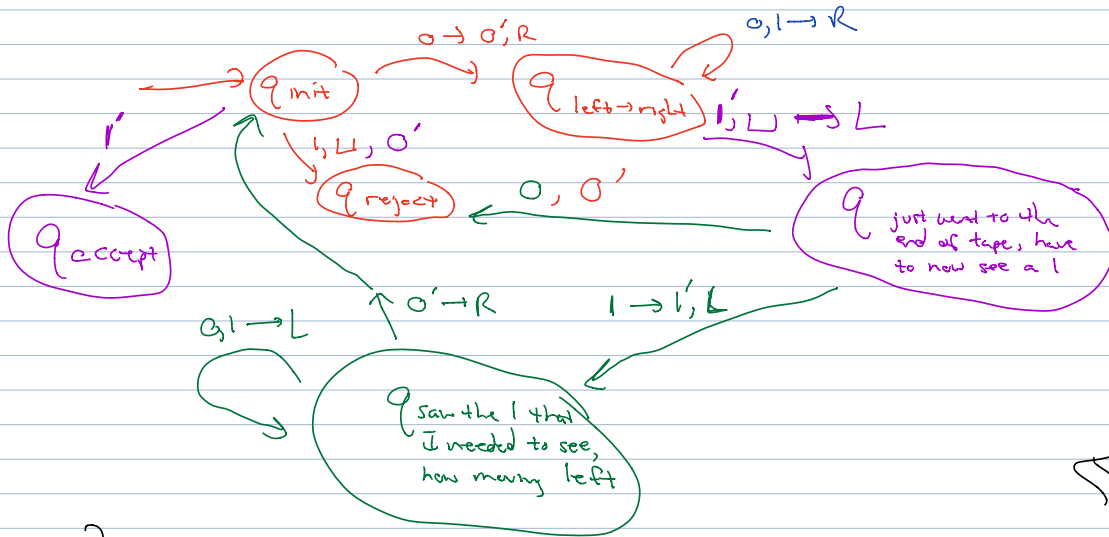 0 → 0', R
0,1 → R
q init
q left→right
1', ⊔ → L
1'
1, ⊔, 0'
q reject
0, 0'
q accept
q just went to the
end of tape, have
to now see a 1
0' → R
1 → 1', L
0,1 → L
q saw the 1 that
I needed to see,
now moving left